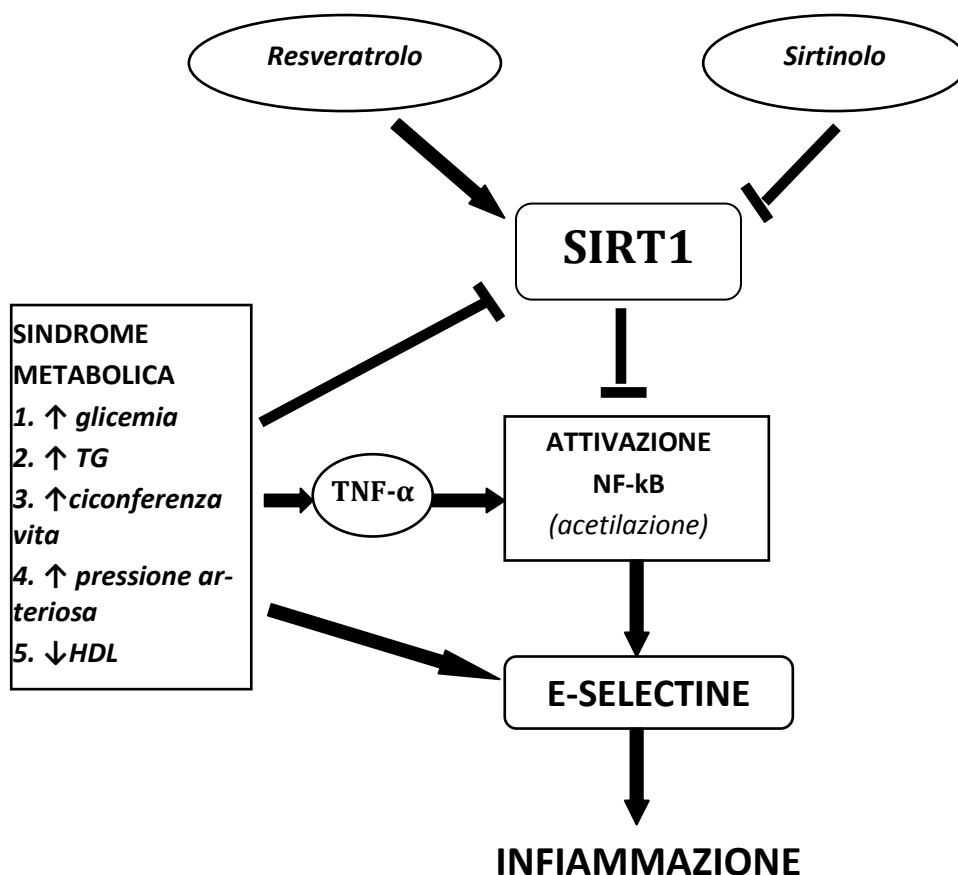 Resveratrolo
Sirtinolo
SIRT1
SINDROME
METABOLICA
1. ↑ glicemia
2. ↑ TG
3. ↑ciconferenza
vita
4. ↑ pressione ar-
teriosa
5. ↓HDL
TNF-α
ATTIVAZIONE
NF-kB
(acetilazione)
E-SELECTINE
INFIAMMAZIONE